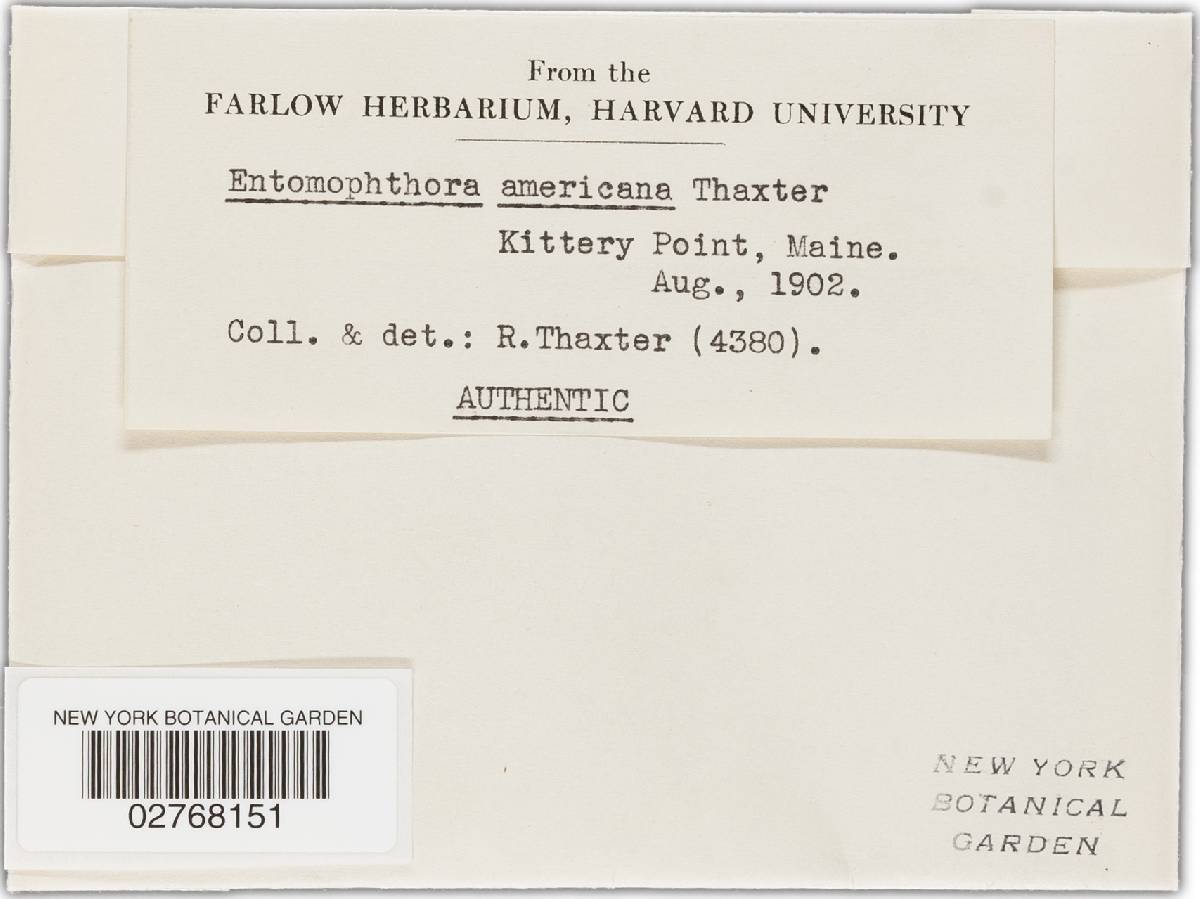 From the
FARLOW HERBARIUM, HARVARD UNIVERSITY
Entomophthora americana Thaxter
Kittery Point, Maine.
Aug., 1902.
Coll. & det.: R.Thaxter (4380).
AUTHENTIC
NEW YORK BOTANICAL GARDEN
02768151
NEW YORK
BOTANICAL
GARDEN